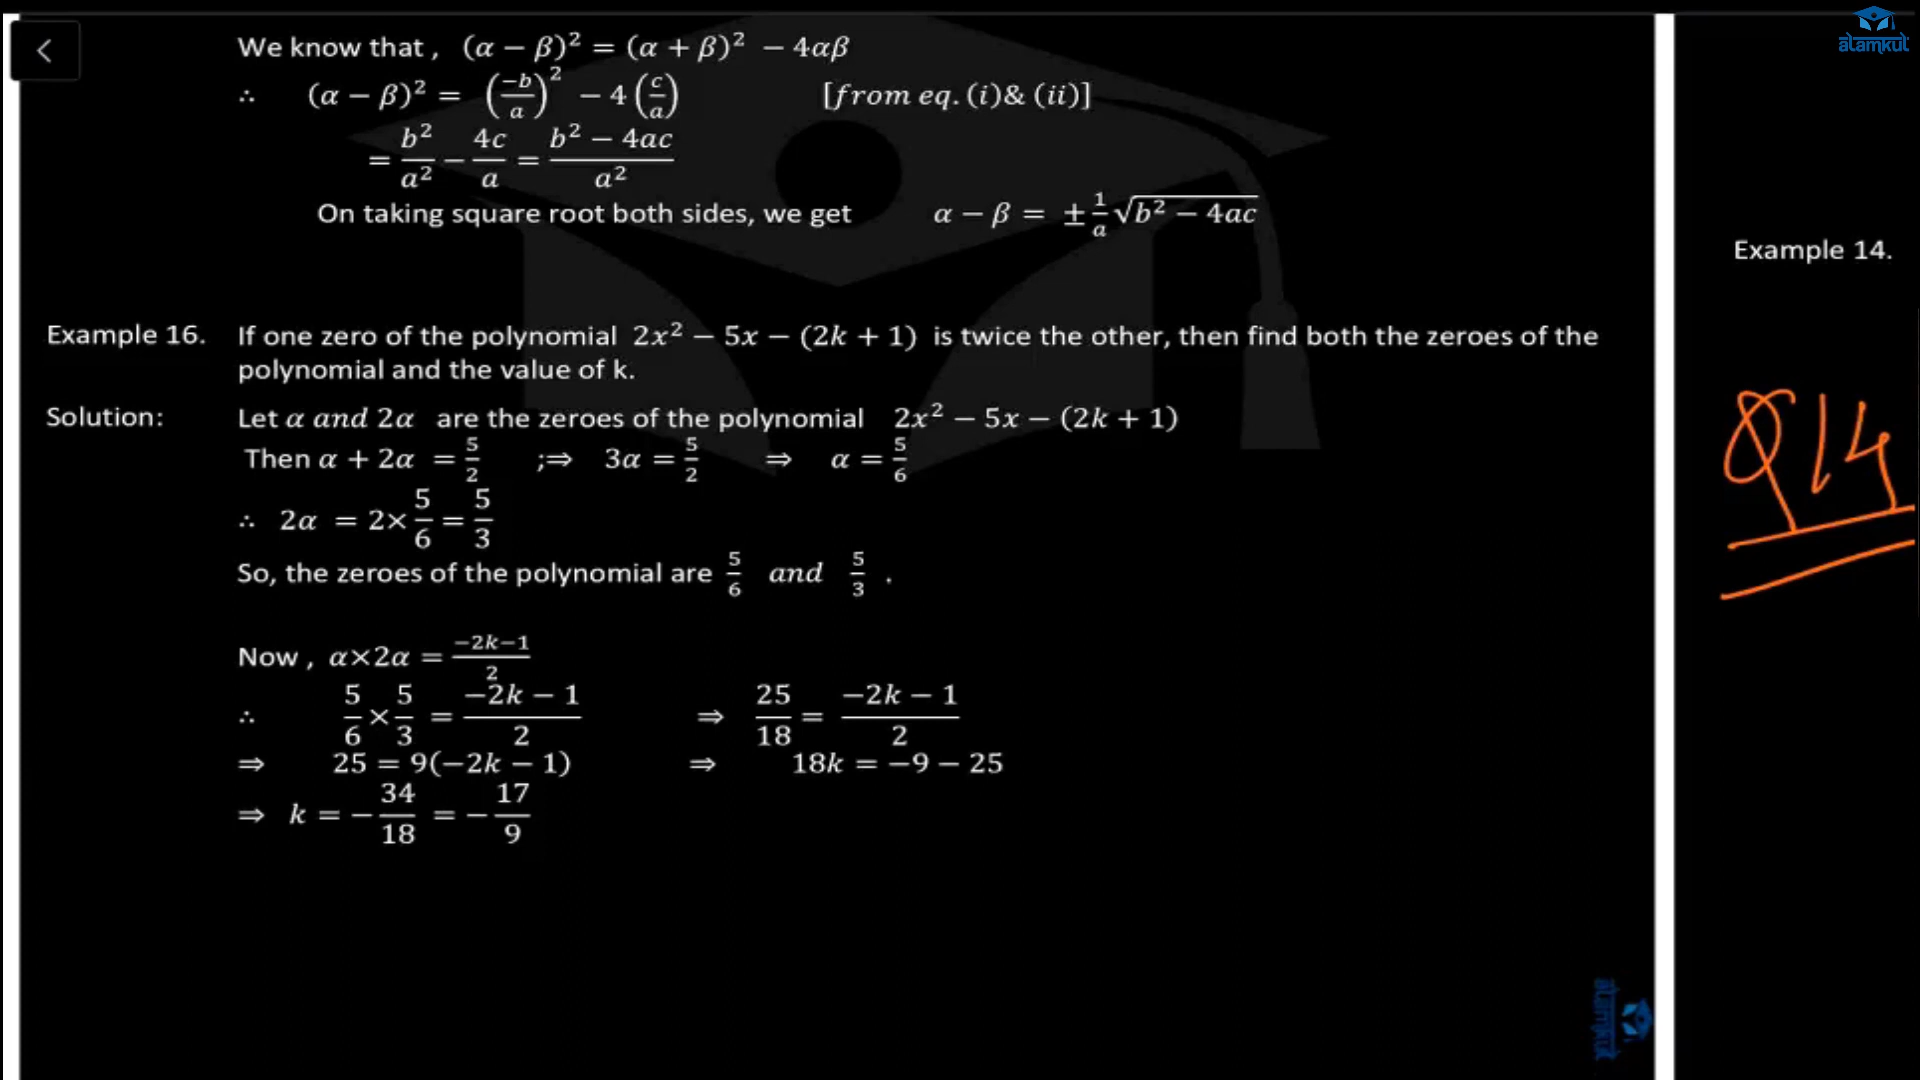 alamkul
We know that , (α − β)² = (α + β)² − 4αβ
∴ (α − β)² = (−b/a)² − 4(c/a) [from eq. (i)& (ii)]
= b²/a² − 4c/a = b² − 4ac/a²
On taking square root both sides, we get α − β = ±1/a √b² − 4ac
Example 14.
Example 16. If one zero of the polynomial 2x² − 5x − (2k + 1) is twice the other, then find both the zeroes of the
polynomial and the value of k.
Solution: Let α and 2α are the zeroes of the polynomial 2x² − 5x − (2k + 1)
Then α + 2α = 5/2 ;⇒ 3α = 5/2 ⇒ α = 5/6
Q14
∴ 2α = 2× 5/6 = 5/3
So, the zeroes of the polynomial are 5/6 and 5/3 .
Now , α×2α = −2k−1/2
∴ 5/6 × 5/3 = −2k − 1/2 ⇒ 25/18 = −2k − 1/2
⇒ 25 = 9(−2k − 1) ⇒ 18k = −9 − 25
⇒ k = − 34/18 = − 17/9
alamkul